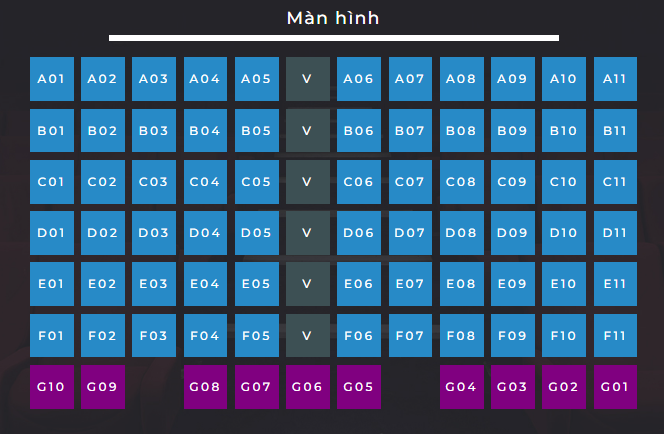 Màn hình
A01 A02 A03 A04 A05 V A06 A07 A08 A09 A10 A11
B01 B02 B03 B04 B05 V B06 B07 B08 B09 B10 B11
C01 C02 C03 C04 C05 V C06 C07 C08 C09 C10 C11
D01 D02 D03 D04 D05 V D06 D07 D08 D09 D10 D11
E01 E02 E03 E04 E05 V E06 E07 E08 E09 E10 E11
F01 F02 F03 F04 F05 V F06 F07 F08 F09 F10 F11
G10 G09 G08 G07 G06 G05 G04 G03 G02 G01